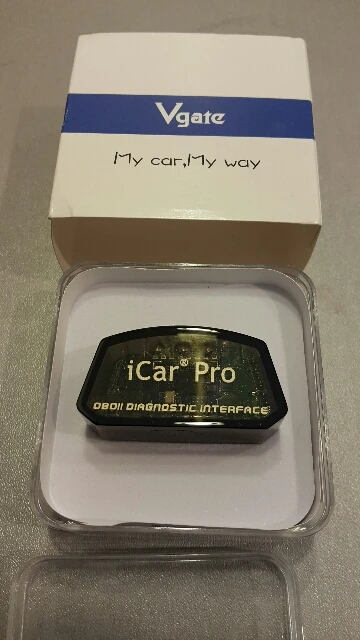 Vgate
My car,My way
iCar® Pro
OBDII DIAGNOSTIC INTERFACE